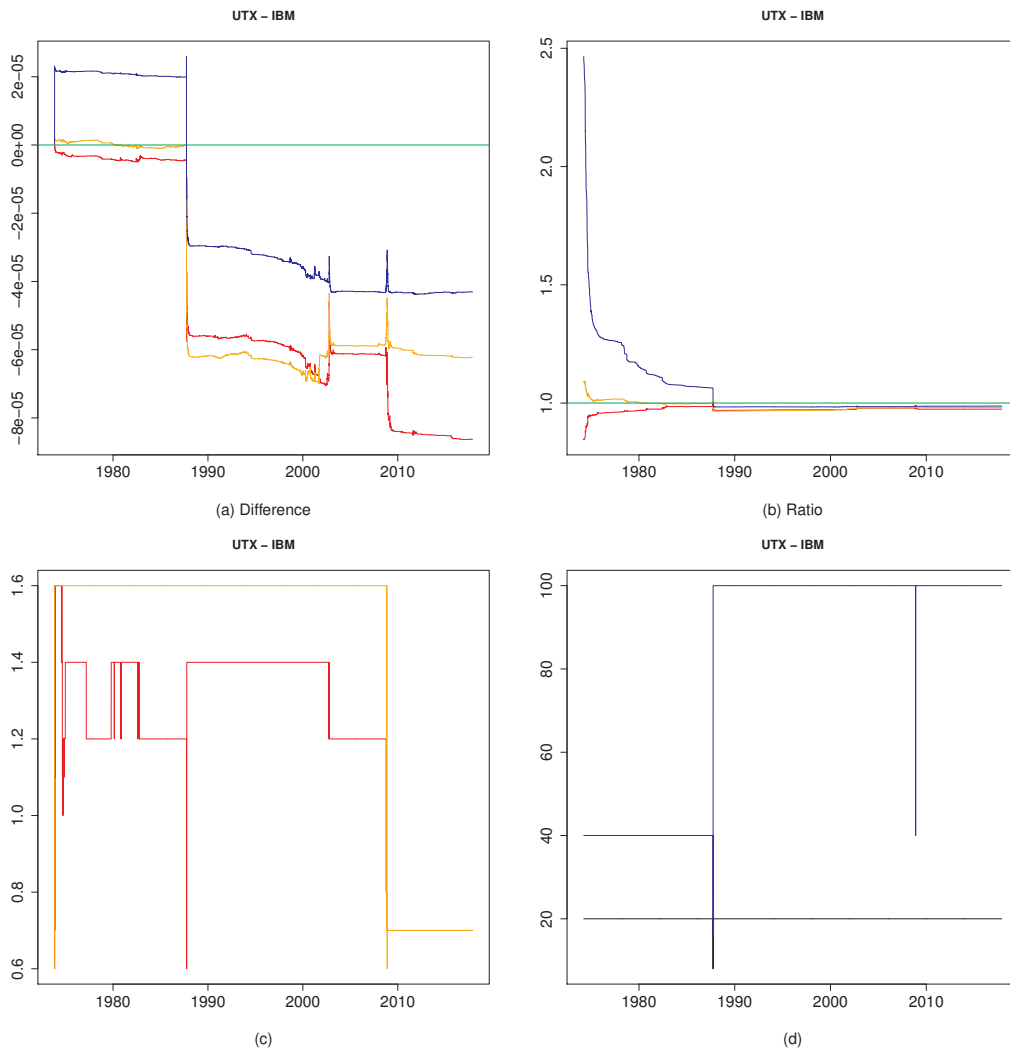 UTX − IBM
2e−05
0e+00
−2e−05
−4e−05
−6e−05
−8e−05
1980 1990 2000 2010
(a) Difference
UTX − IBM
2.5
2.0
1.5
1.0
1980 1990 2000 2010
(b) Ratio
UTX − IBM
1.6
1.4
1.2
1.0
0.8
0.6
1980 1990 2000 2010
(c)
UTX − IBM
100
80
60
40
20
1980 1990 2000 2010
(d)